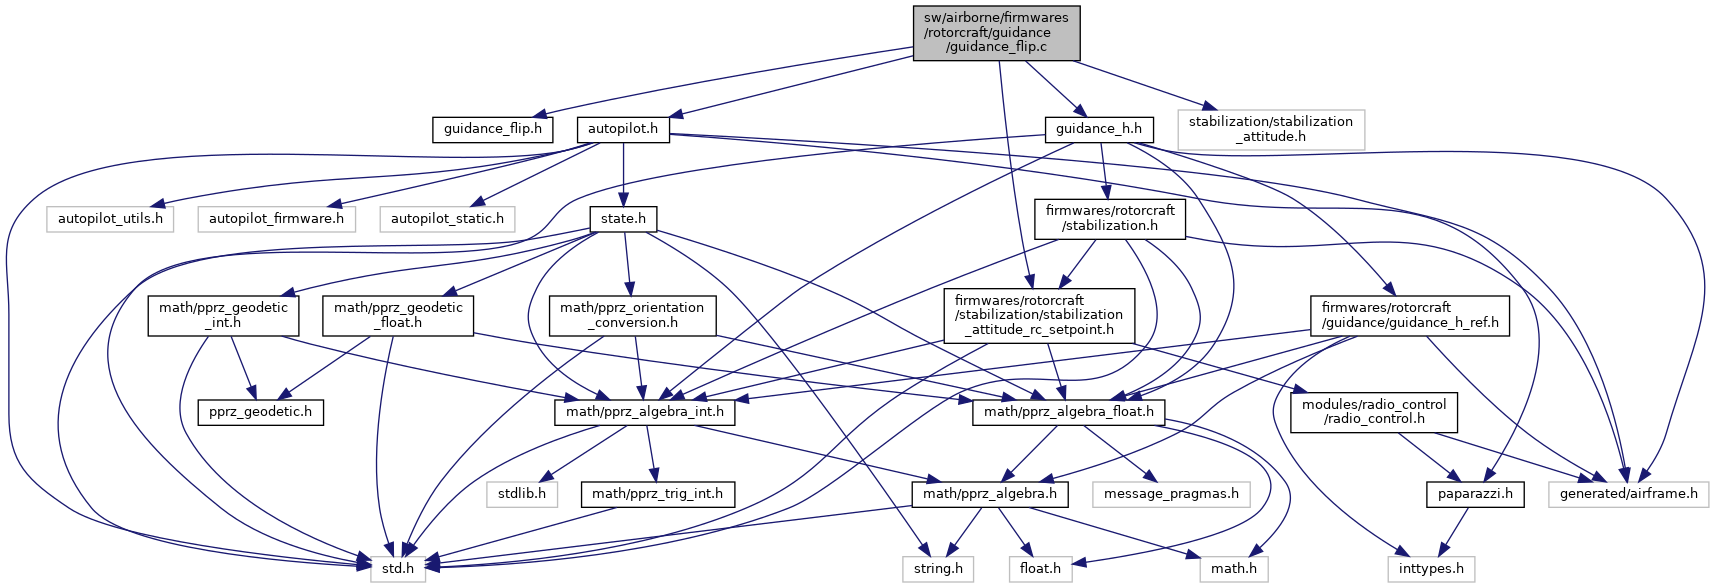 sw/airborne/firmwares
/rotorcraft/guidance
/guidance_flip.c
guidance_flip.h
autopilot.h
guidance_h.h
stabilization/stabilization
_attitude.h
autopilot_utils.h
autopilot_firmware.h
autopilot_static.h
state.h
firmwares/rotorcraft
/stabilization.h
math/pprz_geodetic
_int.h
math/pprz_geodetic
_float.h
math/pprz_orientation
_conversion.h
firmwares/rotorcraft
/stabilization/stabilization
_attitude_rc_setpoint.h
firmwares/rotorcraft
/guidance/guidance_h_ref.h
pprz_geodetic.h
math/pprz_algebra_int.h
math/pprz_algebra_float.h
modules/radio_control
/radio_control.h
stdlib.h
math/pprz_trig_int.h
math/pprz_algebra.h
message_pragmas.h
paparazzi.h
generated/airframe.h
std.h
string.h
float.h
math.h
inttypes.h